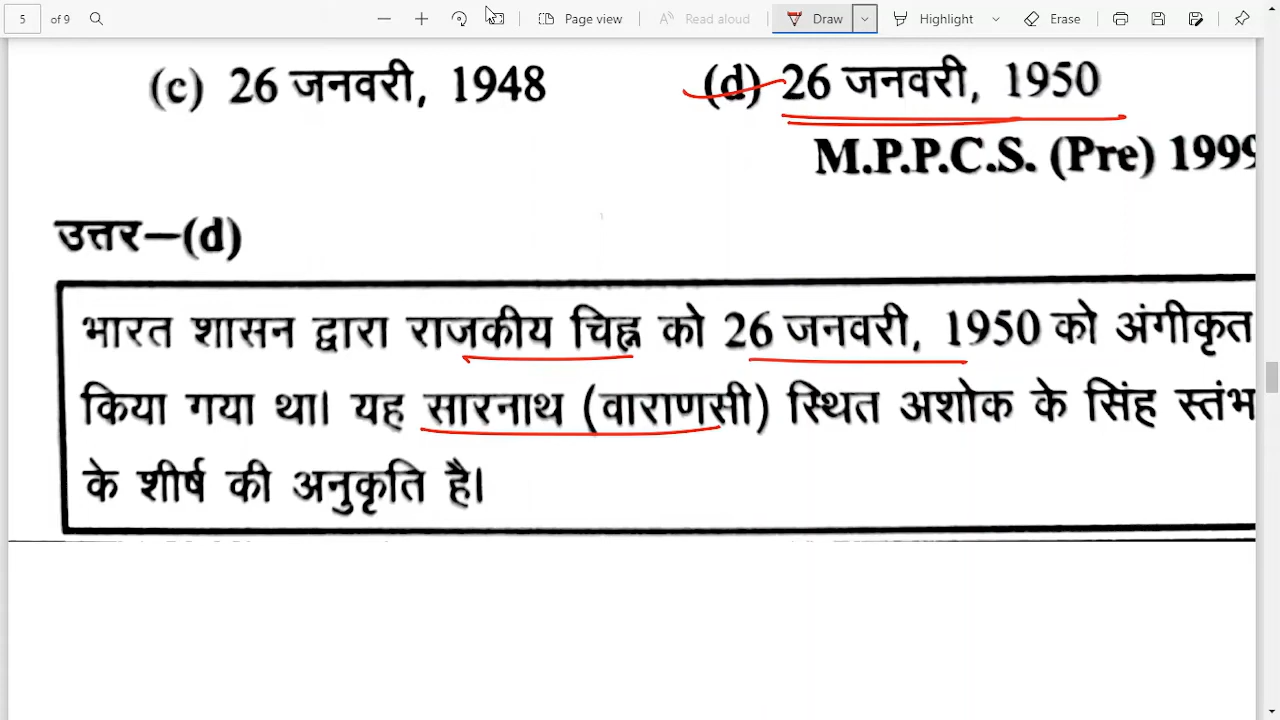 5 of 9 Page view Read aloud Draw Highlight Erase
(c) 26 जनवरी, 1948 (d) 26 जनवरी, 1950
M.P.P.C.S. (Pre) 1999
उत्तर–(d)
भारत शासन द्वारा राजकीय चिह्न को 26 जनवरी, 1950 को अंगीकृत
किया गया था। यह सारनाथ (वाराणसी) स्थित अशोक के सिंह स्तंभ
के शीर्ष की अनुकृति है।